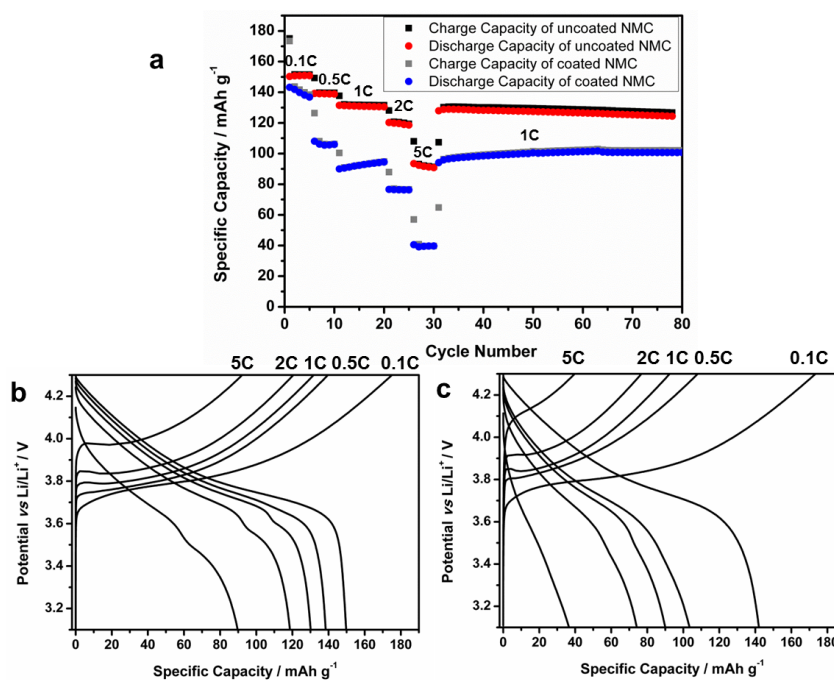 a
Specific Capacity / mAh g-1
180
160
140
120
100
80
60
40
20
0
Charge Capacity of uncoated NMC
Discharge Capacity of uncoated NMC
Charge Capacity of coated NMC
Discharge Capacity of coated NMC
0.1C
0.5C
1C
2C
5C
1C
0 10 20 30 40 50 60 70 80
Cycle Number
b
5C 2C 1C 0.5C 0.1C
Potential vs Li/Li+ / V
4.2
4.0
3.8
3.6
3.4
3.2
0 20 40 60 80 100 120 140 160 180
Specific Capacity / mAh g-1
c
5C 2C 1C 0.5C 0.1C
Potential vs Li/Li+ / V
4.2
4.0
3.8
3.6
3.4
3.2
0 20 40 60 80 100 120 140 160 18
Specific Capacity / mAh g-1